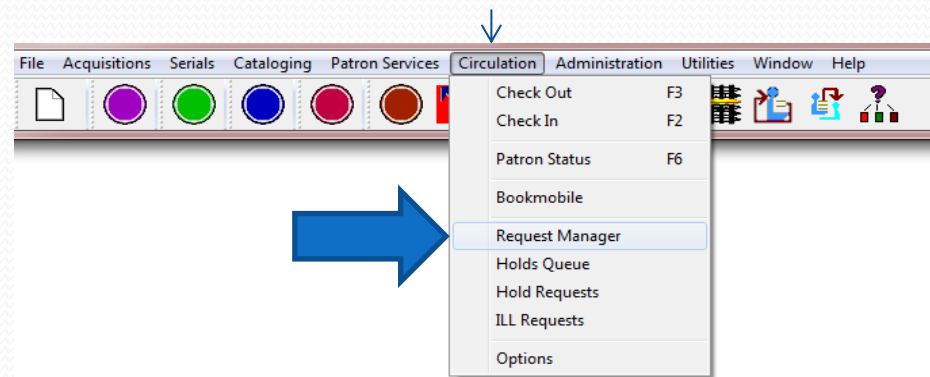 File Acquisitions Serials Cataloging Patron Services Circulation Administration Utilities Window Help
Check Out F3
Check In F2
Patron Status F6
Bookmobile
Request Manager
Holds Queue
Hold Requests
ILL Requests
Options